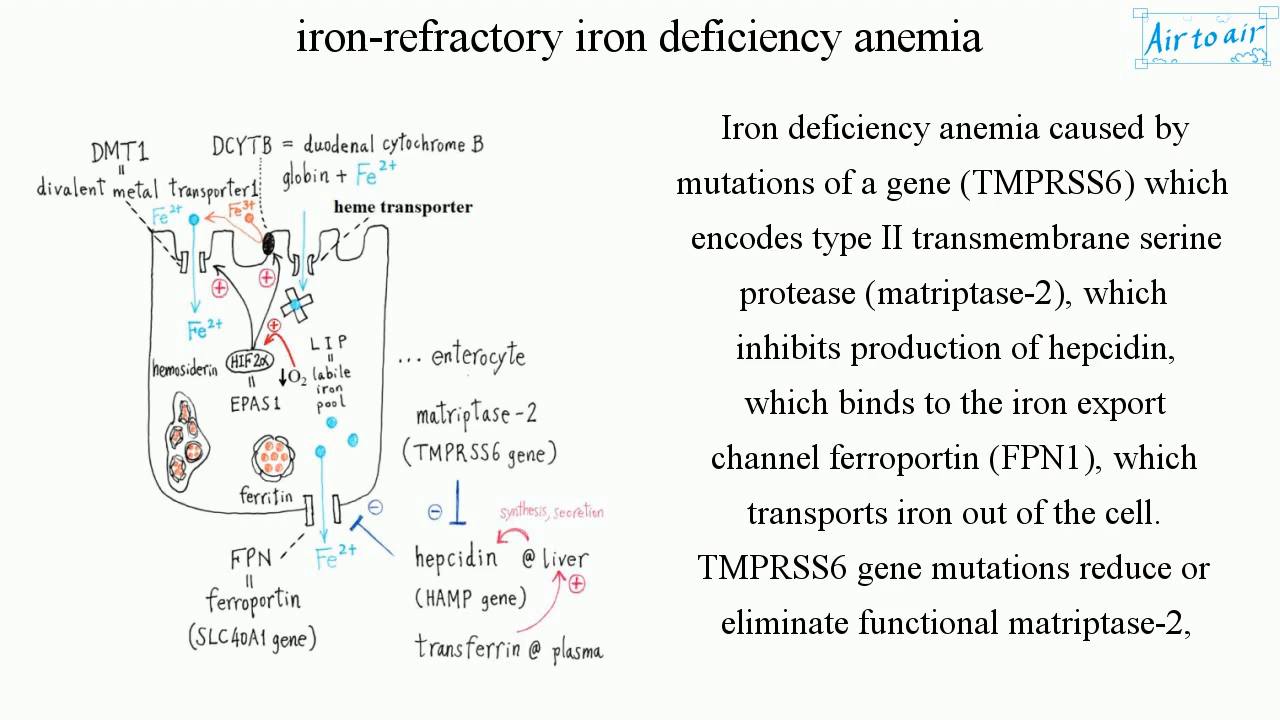 iron-refractory iron deficiency anemia
Air to air
DMT1
=
divalent metal transporter1
DCYTB = duodenal cytochrome B
globin + Fe²⁺
heme transporter
Fe²⁺
Fe³⁺
+
+
+
Fe²⁺
hemosiderin
HIF2α
=
EPAS1
↓O₂
LIP
=
labile
iron
pool
... enterocyte
ferritin
matriptase-2
(TMPRSS6 gene)
−
−
synthesis, secretion
FPN
=
ferroportin
(SLC40A1 gene)
Fe²⁺
hepcidin @ liver
(HAMP gene)
+
transferrin @ plasma
Iron deficiency anemia caused by
mutations of a gene (TMPRSS6) which
encodes type II transmembrane serine
protease (matriptase-2), which
inhibits production of hepcidin,
which binds to the iron export
channel ferroportin (FPN1), which
transports iron out of the cell.
TMPRSS6 gene mutations reduce or
eliminate functional matriptase-2,